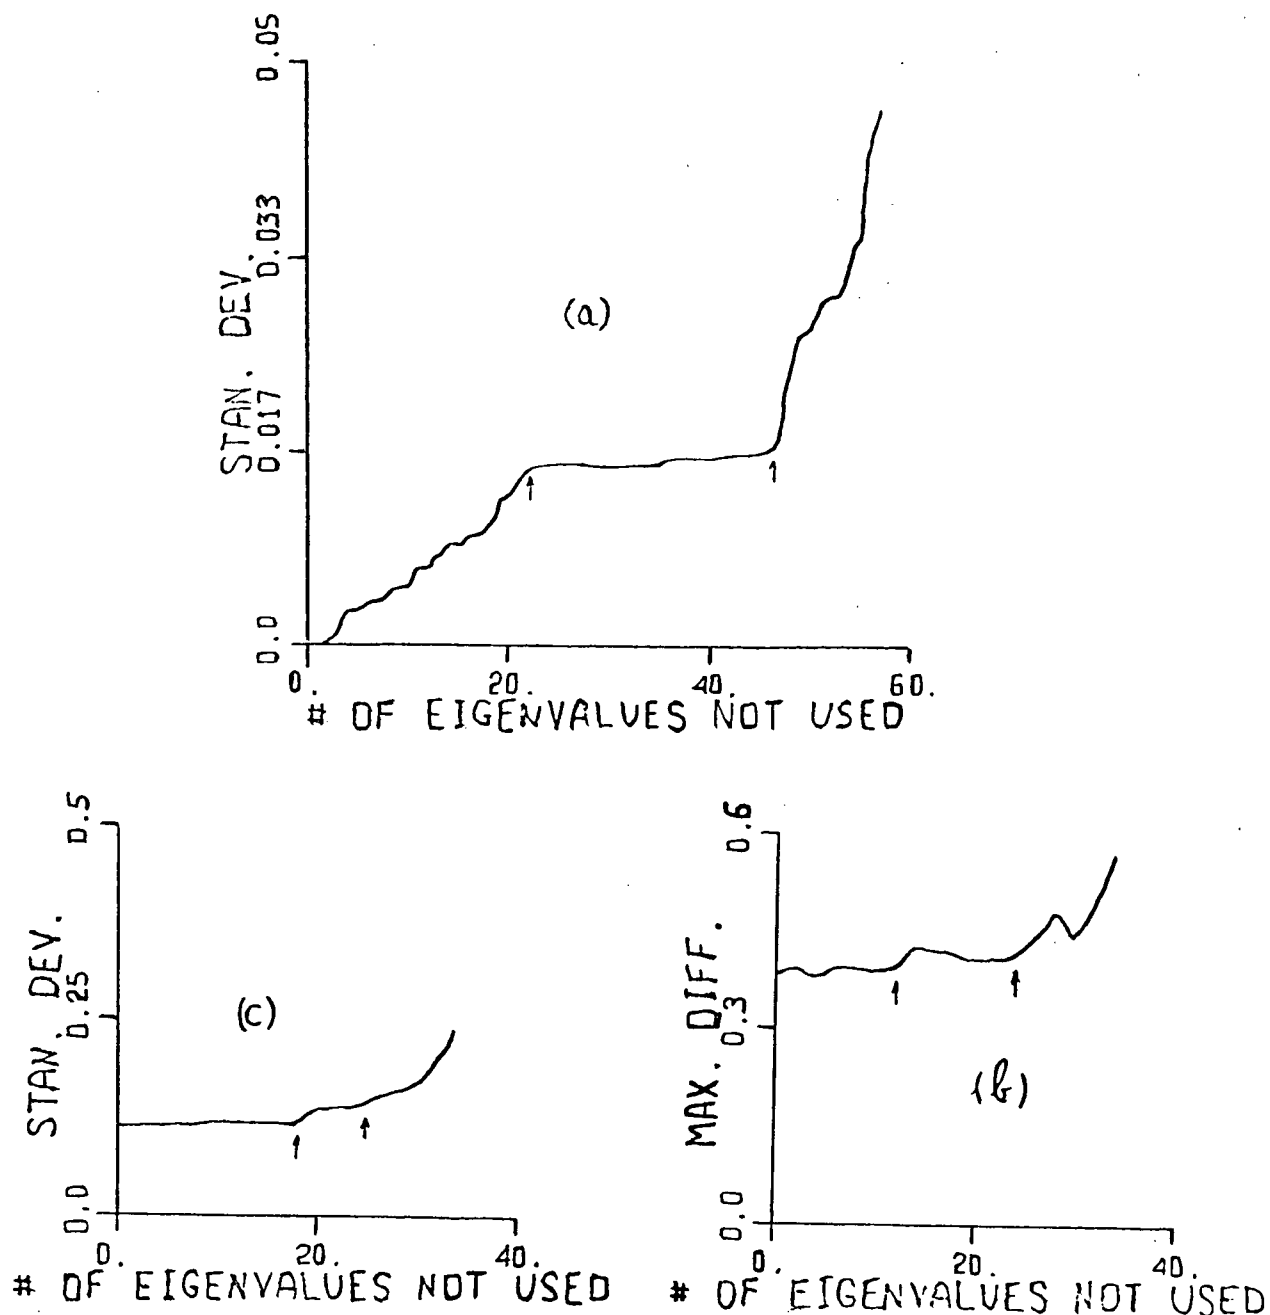 0.05
0.033
0.017
0.0
STAN. DEV.
(a)
0. 20. 40. 60.
# OF EIGENVALUES NOT USED
0.5
0.25
0.0
STAN. DEV.
(c)
0. 20. 40.
# OF EIGENVALUES NOT USED
0.6
0.3
0.0
MAX. DIFF.
(b)
0. 20. 40.
# OF EIGENVALUES NOT USED